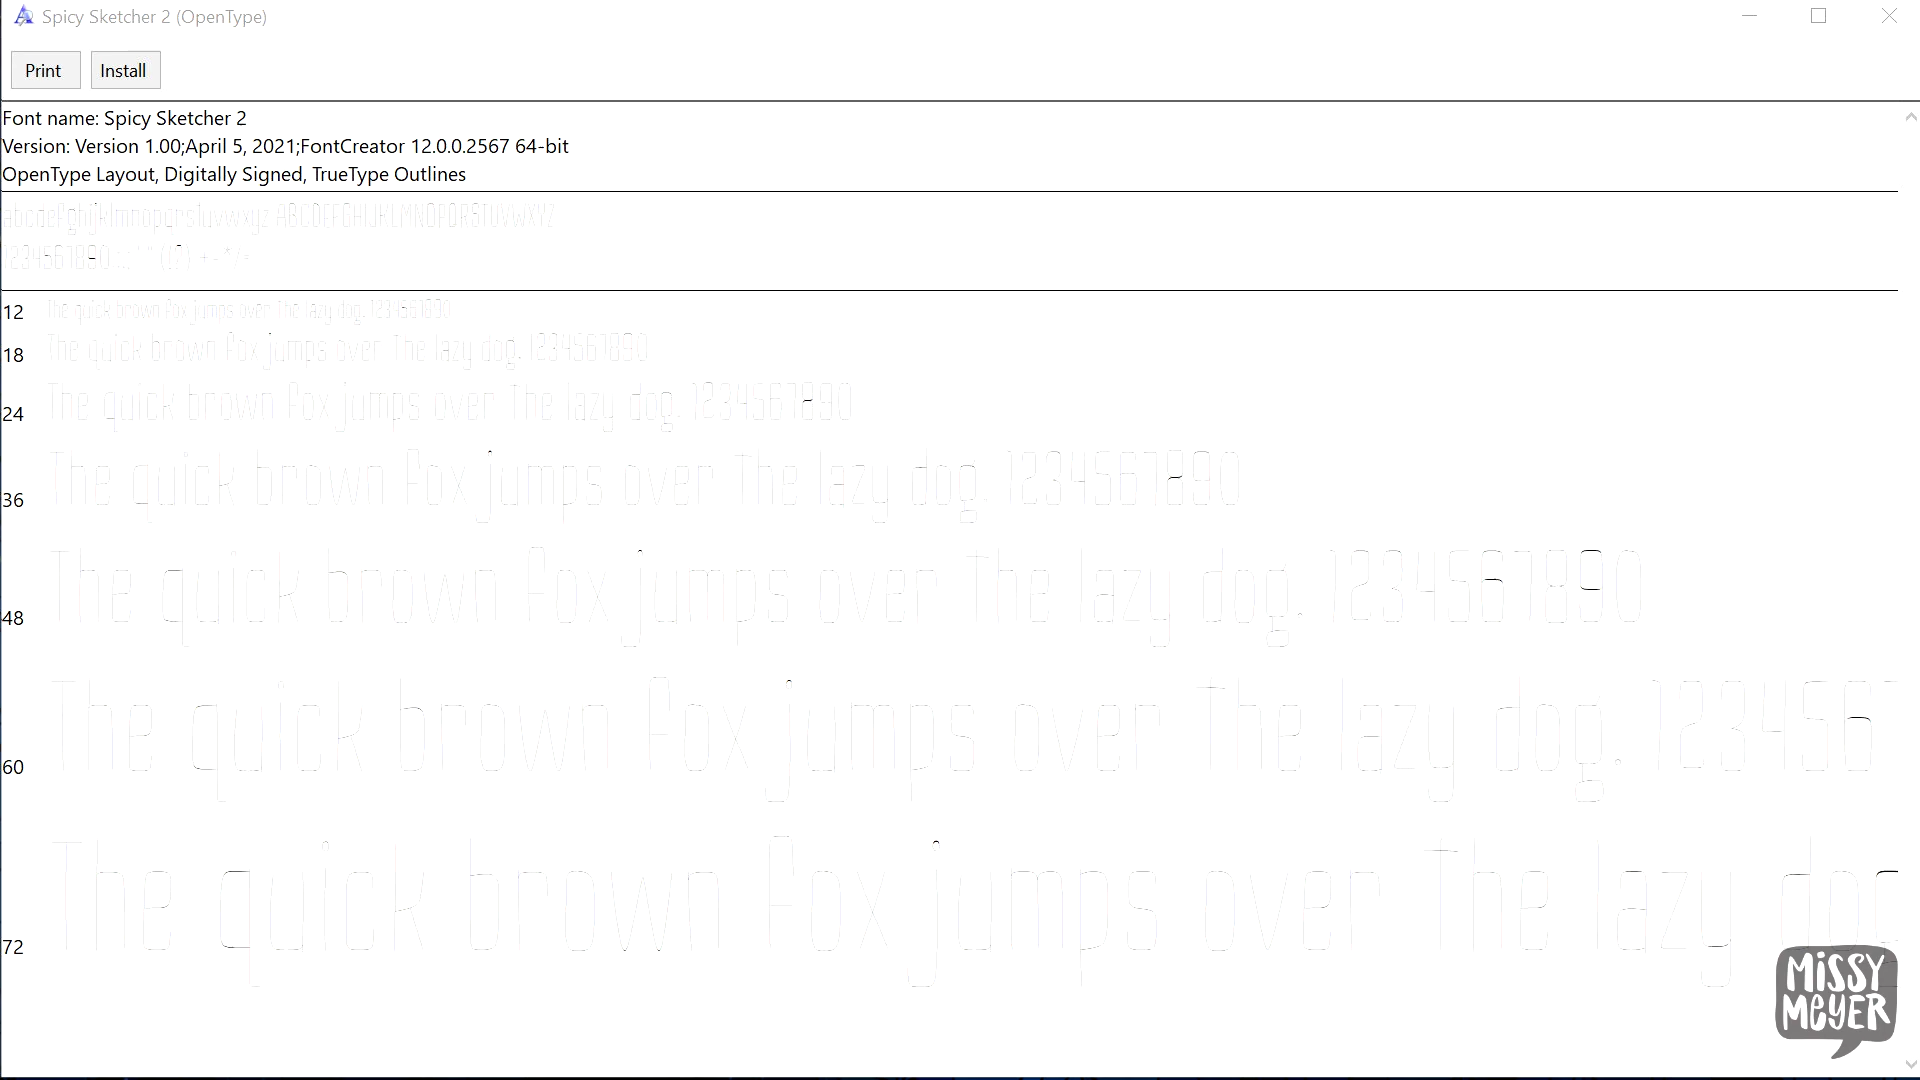 Spicy Sketcher 2 (OpenType)
Print Install
Font name: Spicy Sketcher 2
Version: Version 1.00;April 5, 2021;FontCreator 12.0.0.2567 64-bit
OpenType Layout, Digitally Signed, TrueType Outlines
abcdefghijklmnopqrstuvwxyz ABCDEFGHIJKLMNOPQRSTUVWXYZ
1234567890.:,; ' " (!?) +-*/=
12 The quick brown fox jumps over The lazy dog. 1234567890
18 The quick brown fox jumps over The lazy dog. 1234567890
24 The quick brown fox jumps over The lazy dog. 1234567890
36 The quick brown fox jumps over The lazy dog. 1234567890
48 The quick brown fox jumps over The lazy dog. 1234567890
60 The quick brown fox jumps over The lazy dog. 1234567
72 The quick brown fox jumps over The lazy dog
MISSY
MEYER